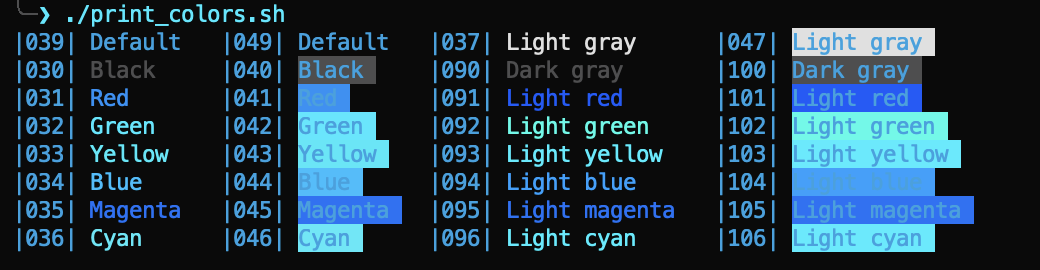 ╰─❯ ./print_colors.sh
|039| Default |049| Default |037| Light gray |047| Light gray
|030| Black |040| Black |090| Dark gray |100| Dark gray
|031| Red |041| Red |091| Light red |101| Light red
|032| Green |042| Green |092| Light green |102| Light green
|033| Yellow |043| Yellow |093| Light yellow |103| Light yellow
|034| Blue |044| Blue |094| Light blue |104| Light blue
|035| Magenta |045| Magenta |095| Light magenta |105| Light magenta
|036| Cyan |046| Cyan |096| Light cyan |106| Light cyan